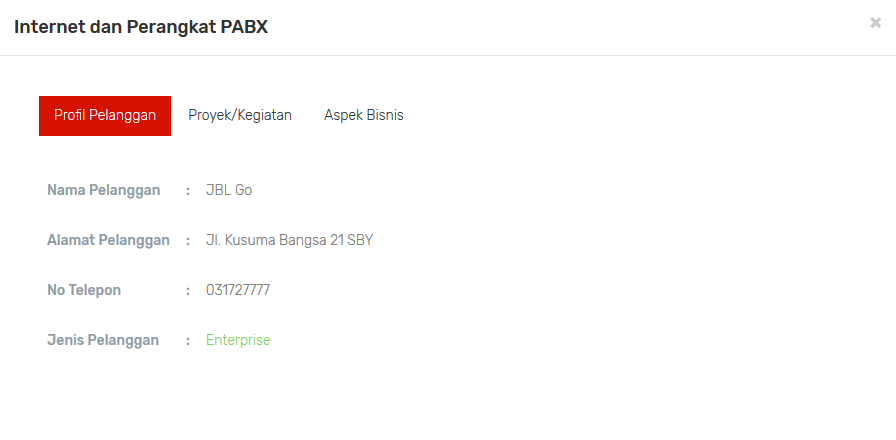 Internet dan Perangkat PABX
Profil Pelanggan Proyek/Kegiatan Aspek Bisnis
Nama Pelanggan : JBL Go
Alamat Pelanggan : Jl. Kusuma Bangsa 21 SBY
No Telepon : 031727777
Jenis Pelanggan : Enterprise